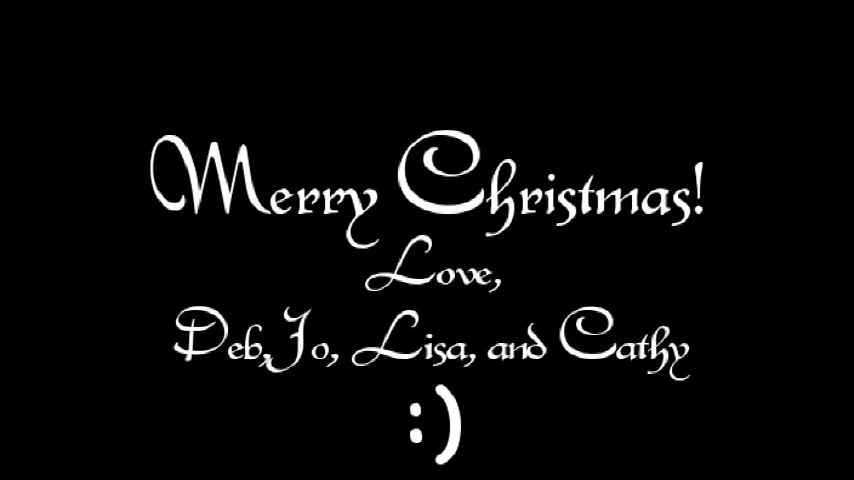 Merry Christmas!
Love,
Deb,Jo, Lisa, and Cathy
:)